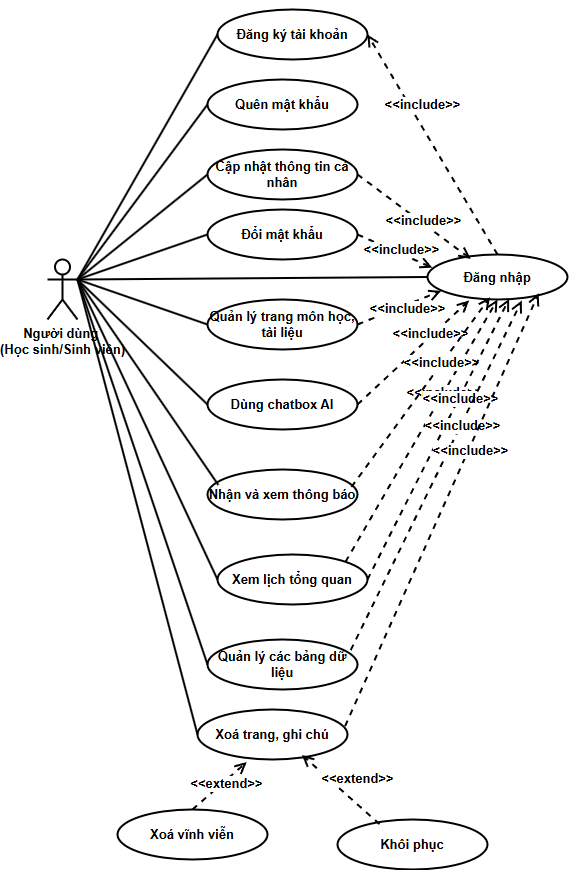 Đăng ký tải khoản
<<include>>
Quên mật khẩu
Cập nhật thông tin cá
nhân
<<include>>
Đổi mật khẩu
<<include>>
Đăng nhập
Người dùng
(Học sinh/Sinh viên)
Quản lý trang môn học,
tài liệu
<<include>>
<<include>>
<<include>>
Dùng chatbox AI
<<include>>
<<include>>
<<include>>
<<include>>
Nhận và xem thông báo
Xem lịch tổng quan
Quản lý các bảng dữ
liệu
Xoá trang, ghi chú
<<extend>>
<<extend>>
Xoá vĩnh viễn
Khôi phục